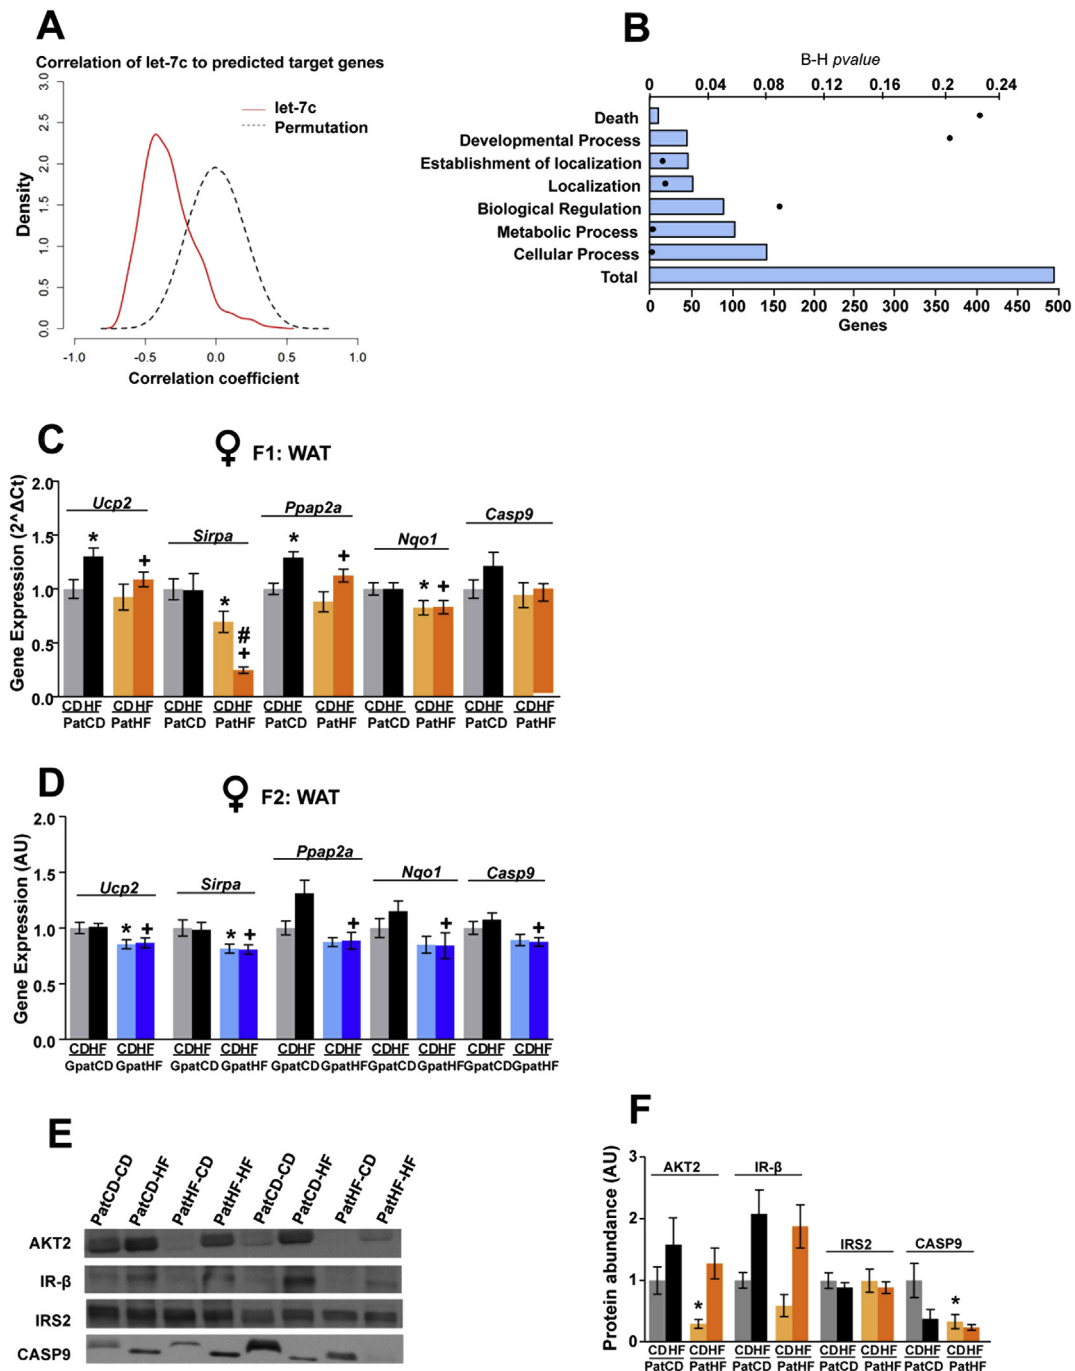 A
Correlation of let-7c to predicted target genes
let-7c
Permutation
Density
0.0 0.5 1.0 1.5 2.0 2.5 3.0
-1.0 -0.5 0.0 0.5 1.0
Correlation coefficient
B
B-H pvalue
0 0.04 0.08 0.12 0.16 0.2 0.24
Death
Developmental Process
Establishment of localization
Localization
Biological Regulation
Metabolic Process
Cellular Process
Total
0 50 100 150 200 250 300 350 400 450 500
Genes
C
♀ F1: WAT
Gene Expression (2^ΔCt)
2.0
1.5
1.0
0.5
0.0
Ucp2 Sirpa Ppap2a Nqo1 Casp9
* + * # + * + * +
CDHF CDHF CDHF CDHF CDHF CDHF CDHF CDHF CDHF CDHF
PatCD PatHF PatCD PatHF PatCD PatHF PatCD PatHF PatCD PatHF
D
♀ F2: WAT
Gene Expression (AU)
2.0
1.5
1.0
0.5
0.0
Ucp2 Sirpa Ppap2a Nqo1 Casp9
* + * + + + +
CDHF CDHF CDHF CDHF CDHF CDHF CDHF CDHF CDHF CDHF
GpatCD GpatHF GpatCD GpatHF GpatCD GpatHF GpatCD GpatHF GpatCD GpatHF
E
PatCD-CD PatCD-HF PatHF-CD PatHF-HF PatCD-CD PatCD-HF PatHF-CD PatHF-HF
AKT2
IR-β
IRS2
CASP9
F
Protein abundance (AU)
3
2
1
0
AKT2 IR-β IRS2 CASP9
* *
CDHF CDHF CDHF CDHF CDHF CDHF CDHF CDHF
PatCD PatHF PatCD PatHF PatCD PatHF PatCD PatHF